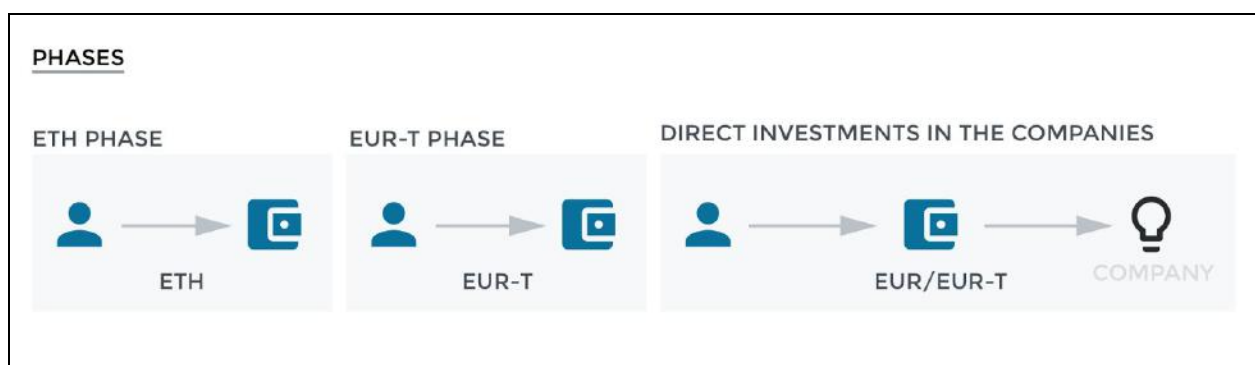 PHASES
ETH PHASE
EUR-T PHASE
DIRECT INVESTMENTS IN THE COMPANIES
ETH
EUR-T
EUR/EUR-T
COMPANY